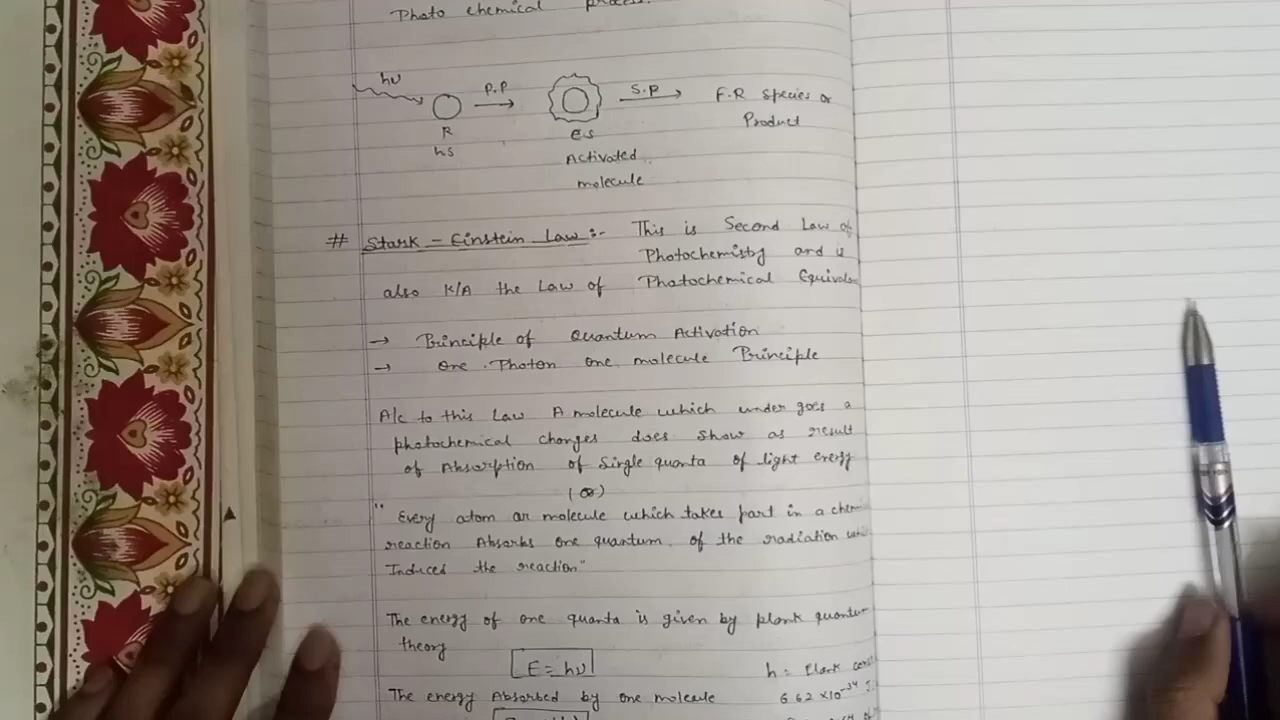 Photo chemical process.
hν
P.P
S.P
F.R Species or
Product
R
E.S
hs
Activated
molecule
# Stark - Einstein Law :- This is Second Law of
Photochemistry and is
also K/A the Law of Photochemical Equivalen
→ Principle of Quantum Activation
→ One Photon one molecule Principle
A/c to this Law A molecule which under goes a
photochemical changes does show as result
of Absorption of single quanta of light energy
(or)
" Every atom or molecule which takes part in a chemi
reaction Absorbs one quantum of the radiation whi
Induced the reaction"
The energy of one quanta is given by plank quantum
theory
E = hν
h = Plank const
The energy Absorbed by one molecule
6.62 ×10⁻³⁴ J.